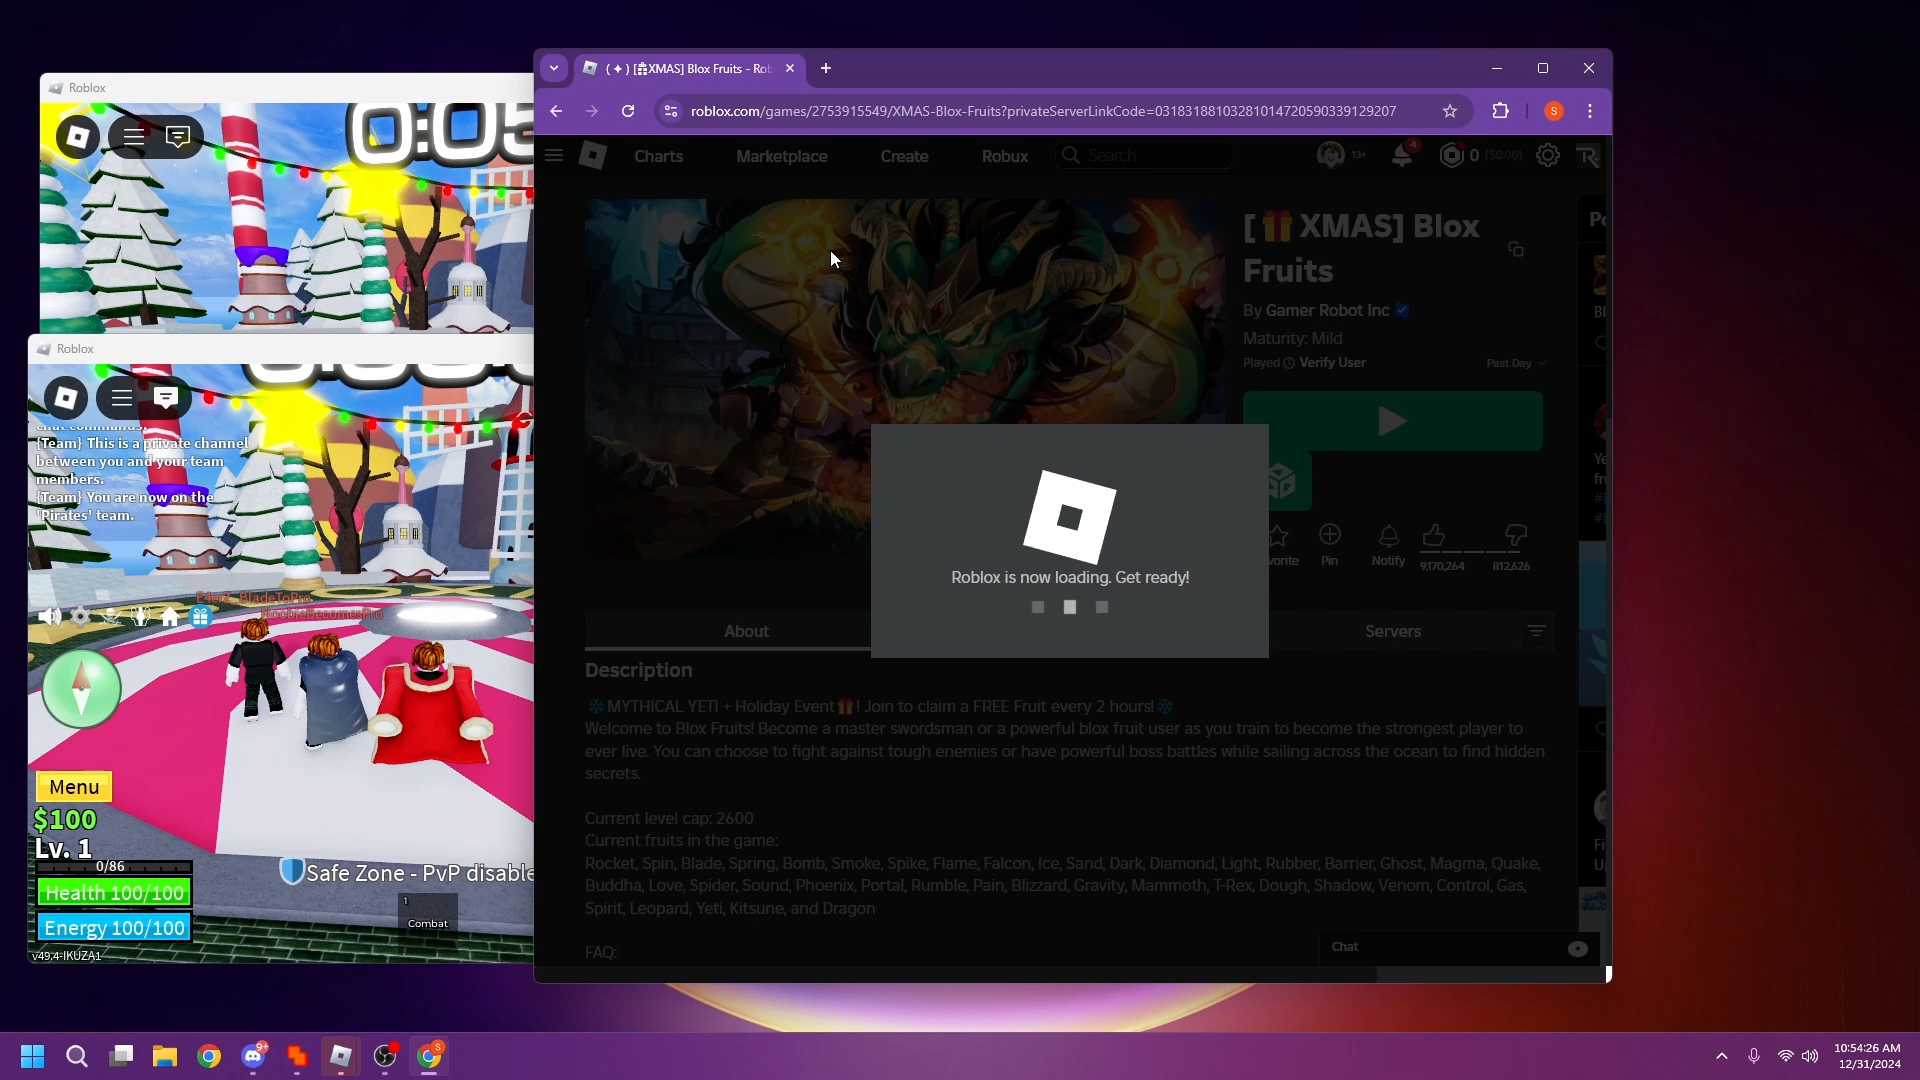 Roblox
0:05
Roblox
{Team} This is a private channel
between you and your team
members.
{Team} You are now on the
'Pirates' team.
Menu
$100
Lv. 1
0/86
Health 100/100
Energy 100/100
v49.4-IKUZA1
Safe Zone - PvP disable
1
Combat
( ✦ ) [🎁XMAS] Blox Fruits - Rob
roblox.com/games/2753915549/XMAS-Blox-Fruits?privateServerLinkCode=03183188103281014720590339129207
S
Charts
Marketplace
Create
Robux
Search
13+
4
0 ($0.00)
[🎁XMAS] Blox
Fruits
By Gamer Robot Inc
Maturity: Mild
Played Verify User
Past Day
Pin
Notify
9,170,264
812,626
Roblox is now loading. Get ready!
About
Servers
Description
❄️MYTHICAL YETI + Holiday Event🎁! Join to claim a FREE Fruit every 2 hours!❄️
Welcome to Blox Fruits! Become a master swordsman or a powerful blox fruit user as you train to become the strongest player to
ever live. You can choose to fight against tough enemies or have powerful boss battles while sailing across the ocean to find hidden
secrets.
Current level cap: 2600
Current fruits in the game:
Rocket, Spin, Blade, Spring, Bomb, Smoke, Spike, Flame, Falcon, Ice, Sand, Dark, Diamond, Light, Rubber, Barrier, Ghost, Magma, Quake,
Buddha, Love, Spider, Sound, Phoenix, Portal, Rumble, Pain, Blizzard, Gravity, Mammoth, T-Rex, Dough, Shadow, Venom, Control, Gas,
Spirit, Leopard, Yeti, Kitsune, and Dragon
FAQ:
Chat
9+
S
10:54:26 AM
12/31/2024